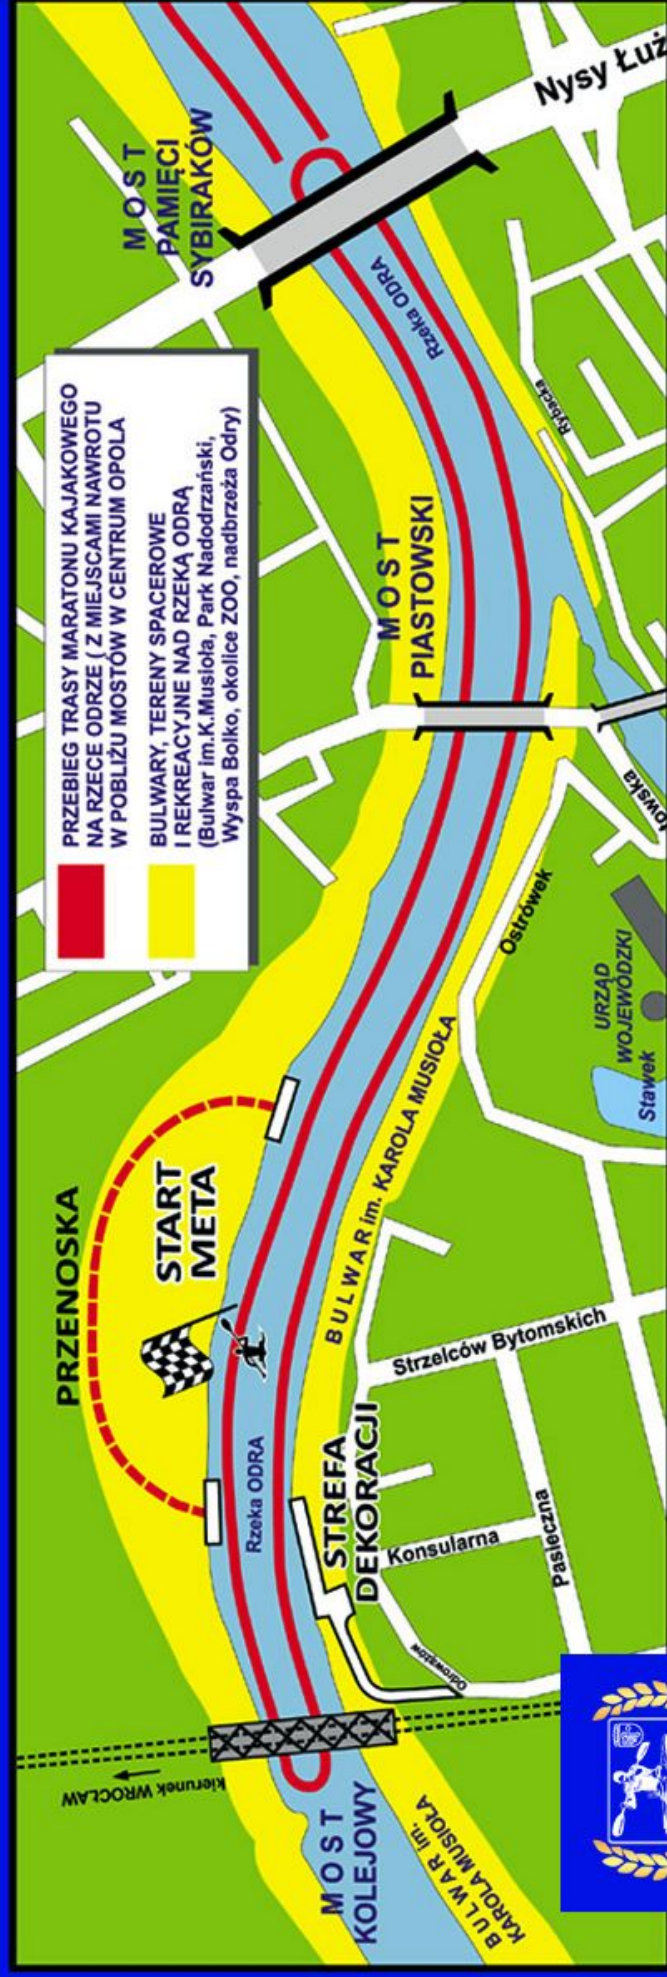 PRZEBIEG TRASY MARATONU KAJAKOWEGO
NA RZECE ODRZE ( Z MIEJSCAMI NAWROTU
W POBLIŻU MOSTÓW W CENTRUM OPOLA
BULWARY, TERENY SPACEROWE
I REKREACYJNE NAD RZEKĄ ODRĄ
(Bulwar im.K.Musioła, Park Nadodrzański,
Wyspa Bolko, okolice ZOO, nadbrzeża Odry)
MOST
PAMIĘCI
SYBIRAKÓW
Nysy Łuż
Rzeka ODRA
Rybacka
MOST
PIASTOWSKI
owska
Ostrówek
URZĄD
WOJEWÓDZKI
Stawek
PRZENOSKA
START
META
BULWAR im. KAROLA MUSIOŁA
Strzelców Bytomskich
Rzeka ODRA
STREFA
DEKORACJI
Konsularna
Pasieczna
Odrowążów
kierunek WROCŁAW
MOST
KOLEJOWY
BULWAR im.
KAROLA MUSIOŁA